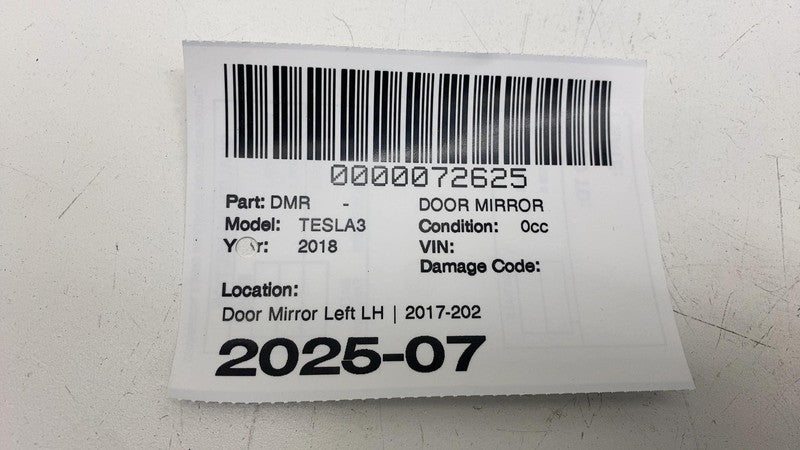 0000072625
Part: DMR - DOOR MIRROR
Model: TESLA3 Condition: 0cc
2018 VIN:
Damage Code:
Location:
Door Mirror Left LH | 2017-202
2025-07